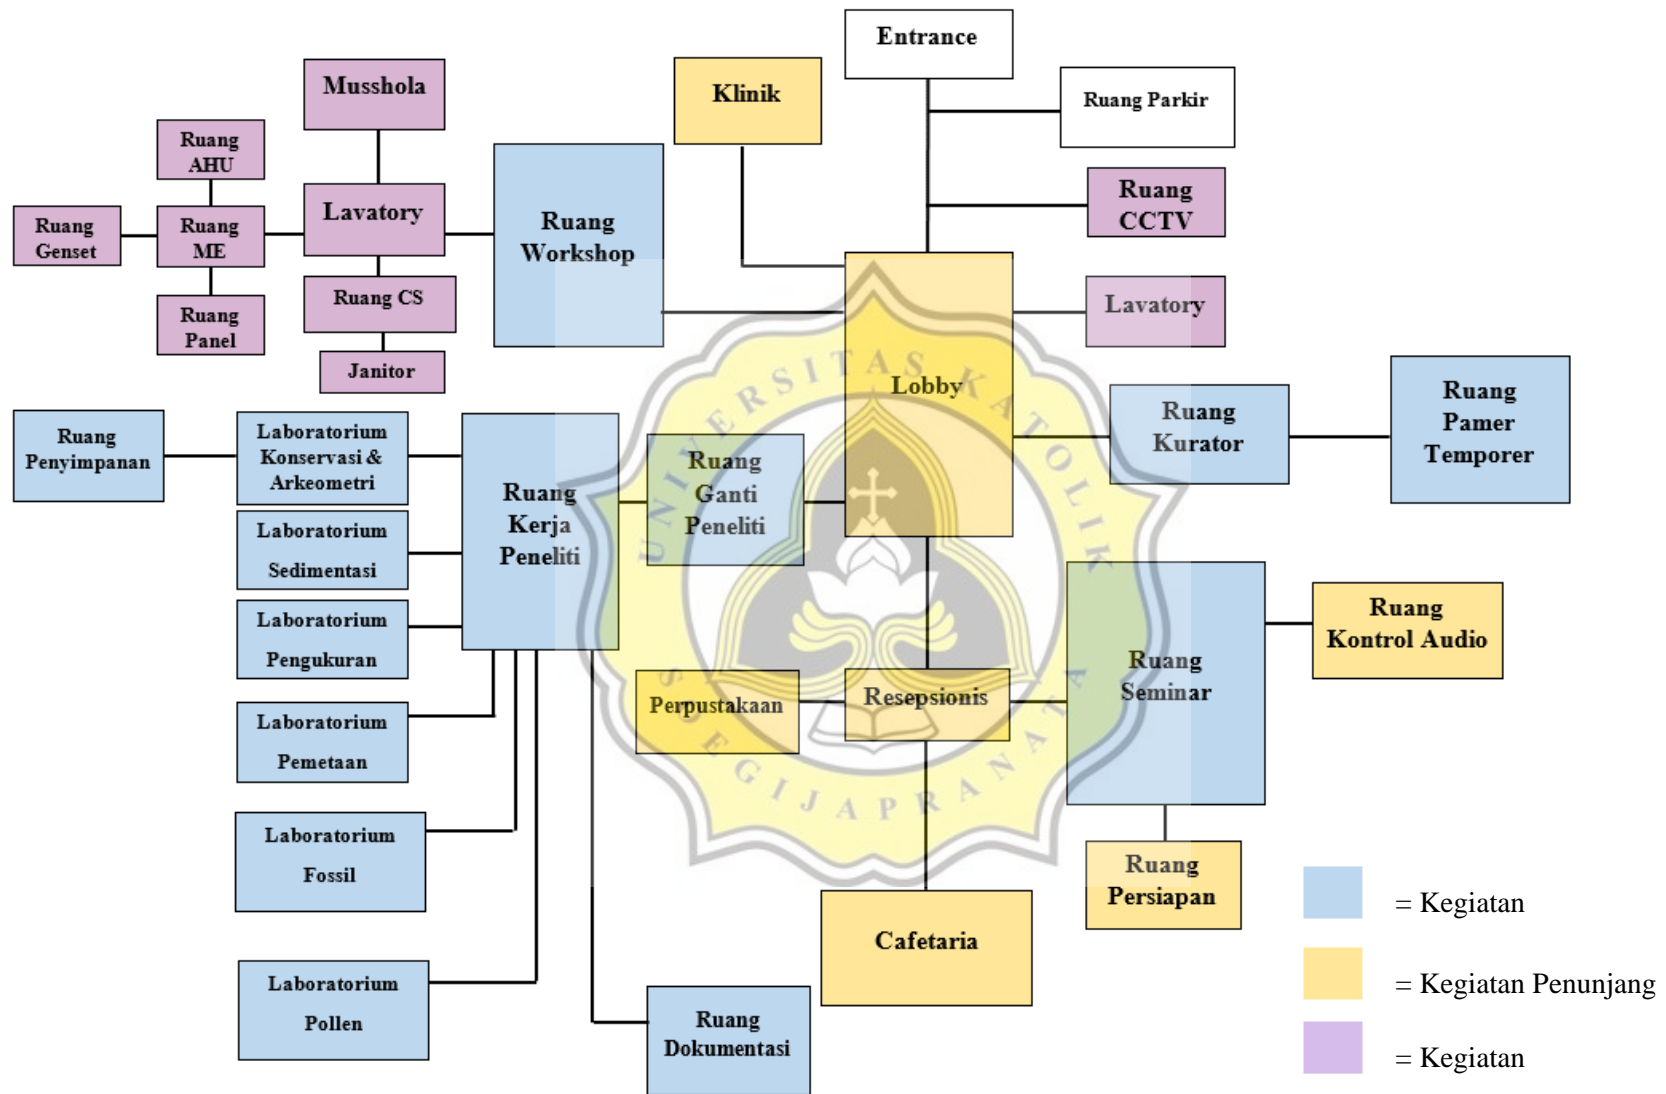 Entrance
Klinik
Ruang Parkir
Musshola
Ruang
AHU
Ruang
CCTV
Lavatory
Ruang
Genset
Ruang
ME
Ruang
Workshop
Ruang CS
Lavatory
Ruang
Panel
Janitor
Lobby
Ruang
Kurator
Ruang
Pamer
Temporer
Ruang
Penyimpanan
Laboratorium
Konservasi &
Arkeometri
Ruang
Kerja
Peneliti
Ruang
Ganti
Peneliti
Laboratorium
Sedimentasi
Laboratorium
Pengukuran
Laboratorium
Pemetaan
Laboratorium
Fossil
Laboratorium
Pollen
Perpustakaan
Resepsionis
Ruang
Seminar
Ruang
Kontrol Audio
Ruang
Persiapan
Cafetaria
Ruang
Dokumentasi
= Kegiatan
= Kegiatan Penunjang
= Kegiatan
UNIVERSITAS KATOLIK
SOEGIJAPRANATA